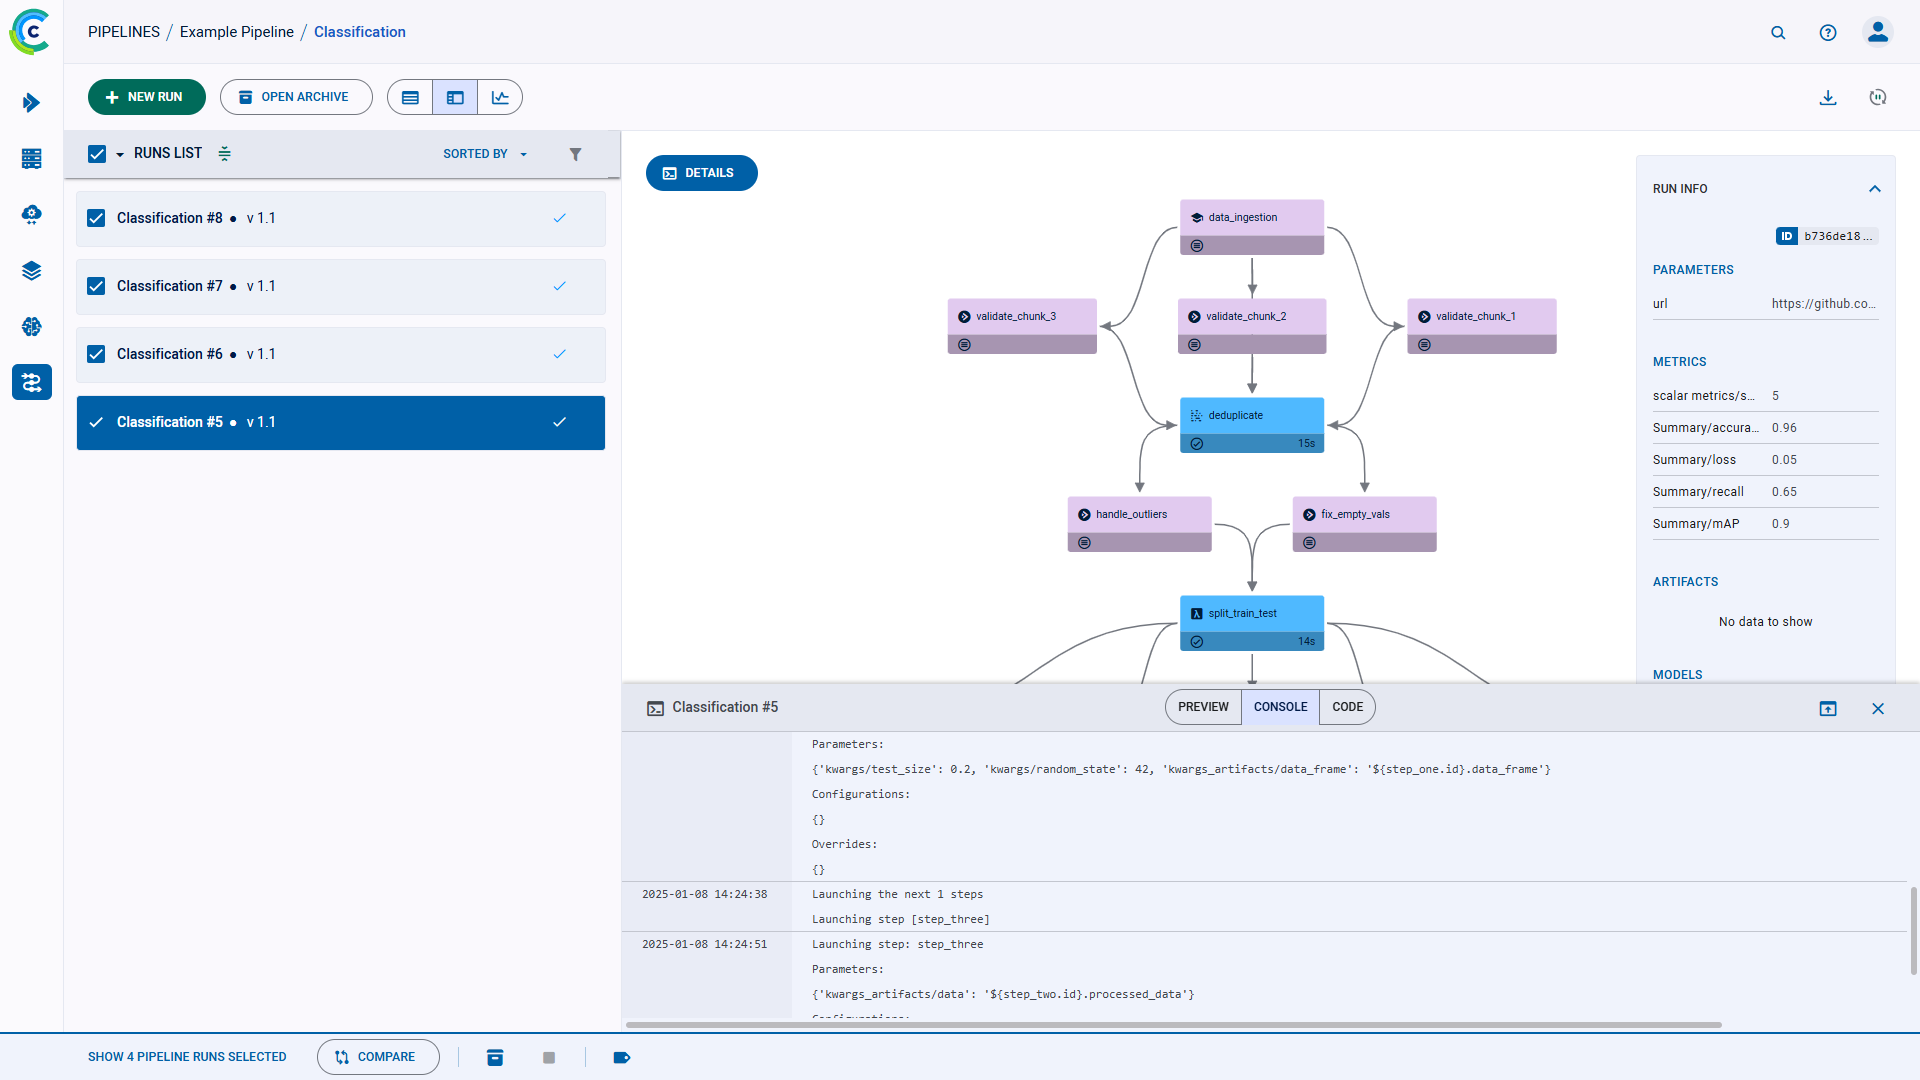 PIPELINES / Example Pipeline / Classification
NEW RUN
OPEN ARCHIVE
RUNS LIST
SORTED BY
Classification #8 • v 1.1
Classification #7 • v 1.1
Classification #6 • v 1.1
Classification #5 • v 1.1
DETAILS
data_ingestion
validate_chunk_3
validate_chunk_2
validate_chunk_1
deduplicate
15s
handle_outliers
fix_empty_vals
split_train_test
14s
RUN INFO
ID b736de18...
PARAMETERS
url https://github.co...
METRICS
scalar metrics/s... 5
Summary/accura... 0.96
Summary/loss 0.05
Summary/recall 0.65
Summary/mAP 0.9
ARTIFACTS
No data to show
MODELS
Classification #5
PREVIEW CONSOLE CODE
Parameters:
{'kwargs/test_size': 0.2, 'kwargs/random_state': 42, 'kwargs_artifacts/data_frame': '${step_one.id}.data_frame'}
Configurations:
{}
Overrides:
{}
2025-01-08 14:24:38 Launching the next 1 steps
Launching step [step_three]
2025-01-08 14:24:51 Launching step: step_three
Parameters:
{'kwargs_artifacts/data': '${step_two.id}.processed_data'}
Configurations:
SHOW 4 PIPELINE RUNS SELECTED
COMPARE